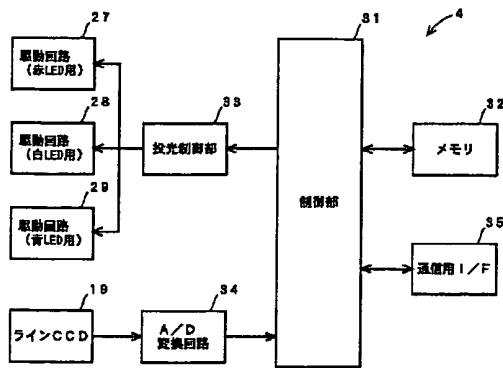 27
駆動回路
(赤LED用)
28
駆動回路
(白LED用)
29
駆動回路
(青LED用)
33
投光制御部
19
ラインCCD
34
A/D
変換回路
31
制御部
4
32
メモリ
35
通信用I/F